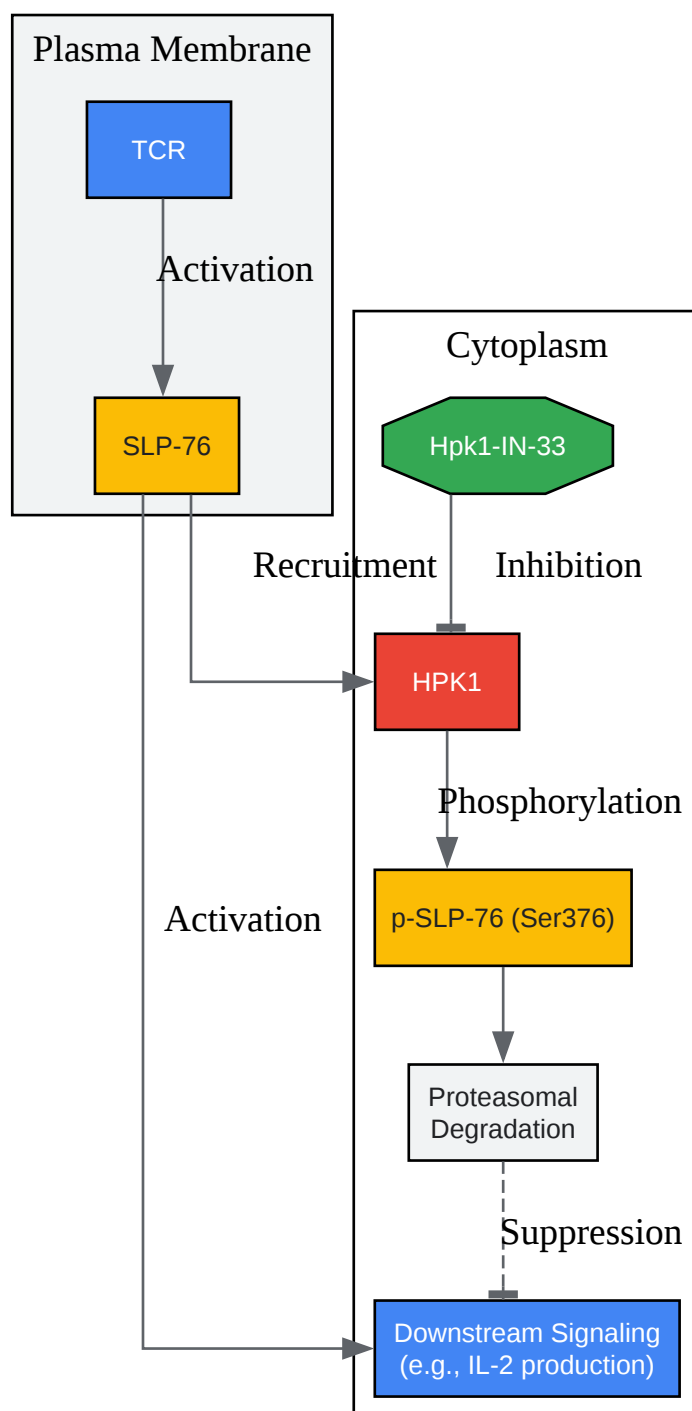 Plasma Membrane
TCR
Activation
Cytoplasm
SLP-76
Hpk1-IN-33
Recruitment
Inhibition
HPK1
Phosphorylation
Activation
p-SLP-76 (Ser376)
Proteasomal
Degradation
Suppression
Downstream Signaling
(e.g., IL-2 production)